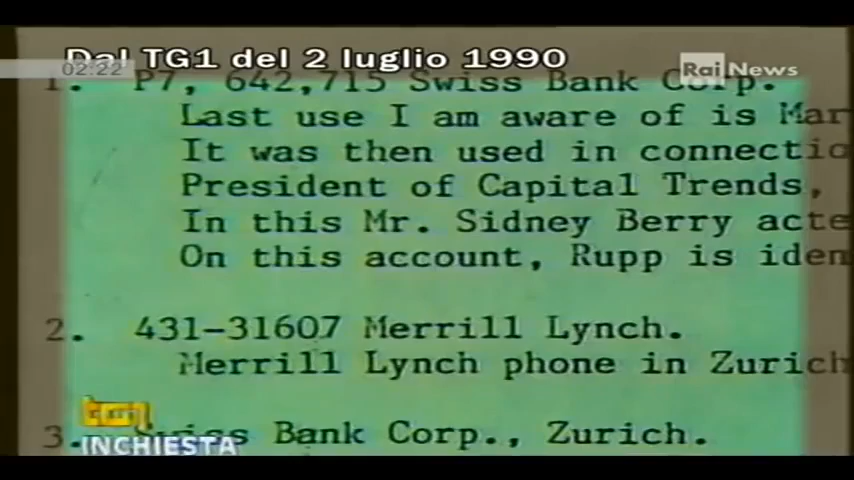 Dal TG1 del 2 luglio 1990
02:22
Rai News
1. P7, 642,715 Swiss Bank Corp.
Last use I am aware of is Mar
It was then used in connectio
President of Capital Trends,
In this Mr. Sidney Berry acte
On this account, Rupp is iden
2. 431-31607 Merrill Lynch.
Merrill Lynch phone in Zurich
3. Swiss Bank Corp., Zurich.
tg1
INCHIESTA